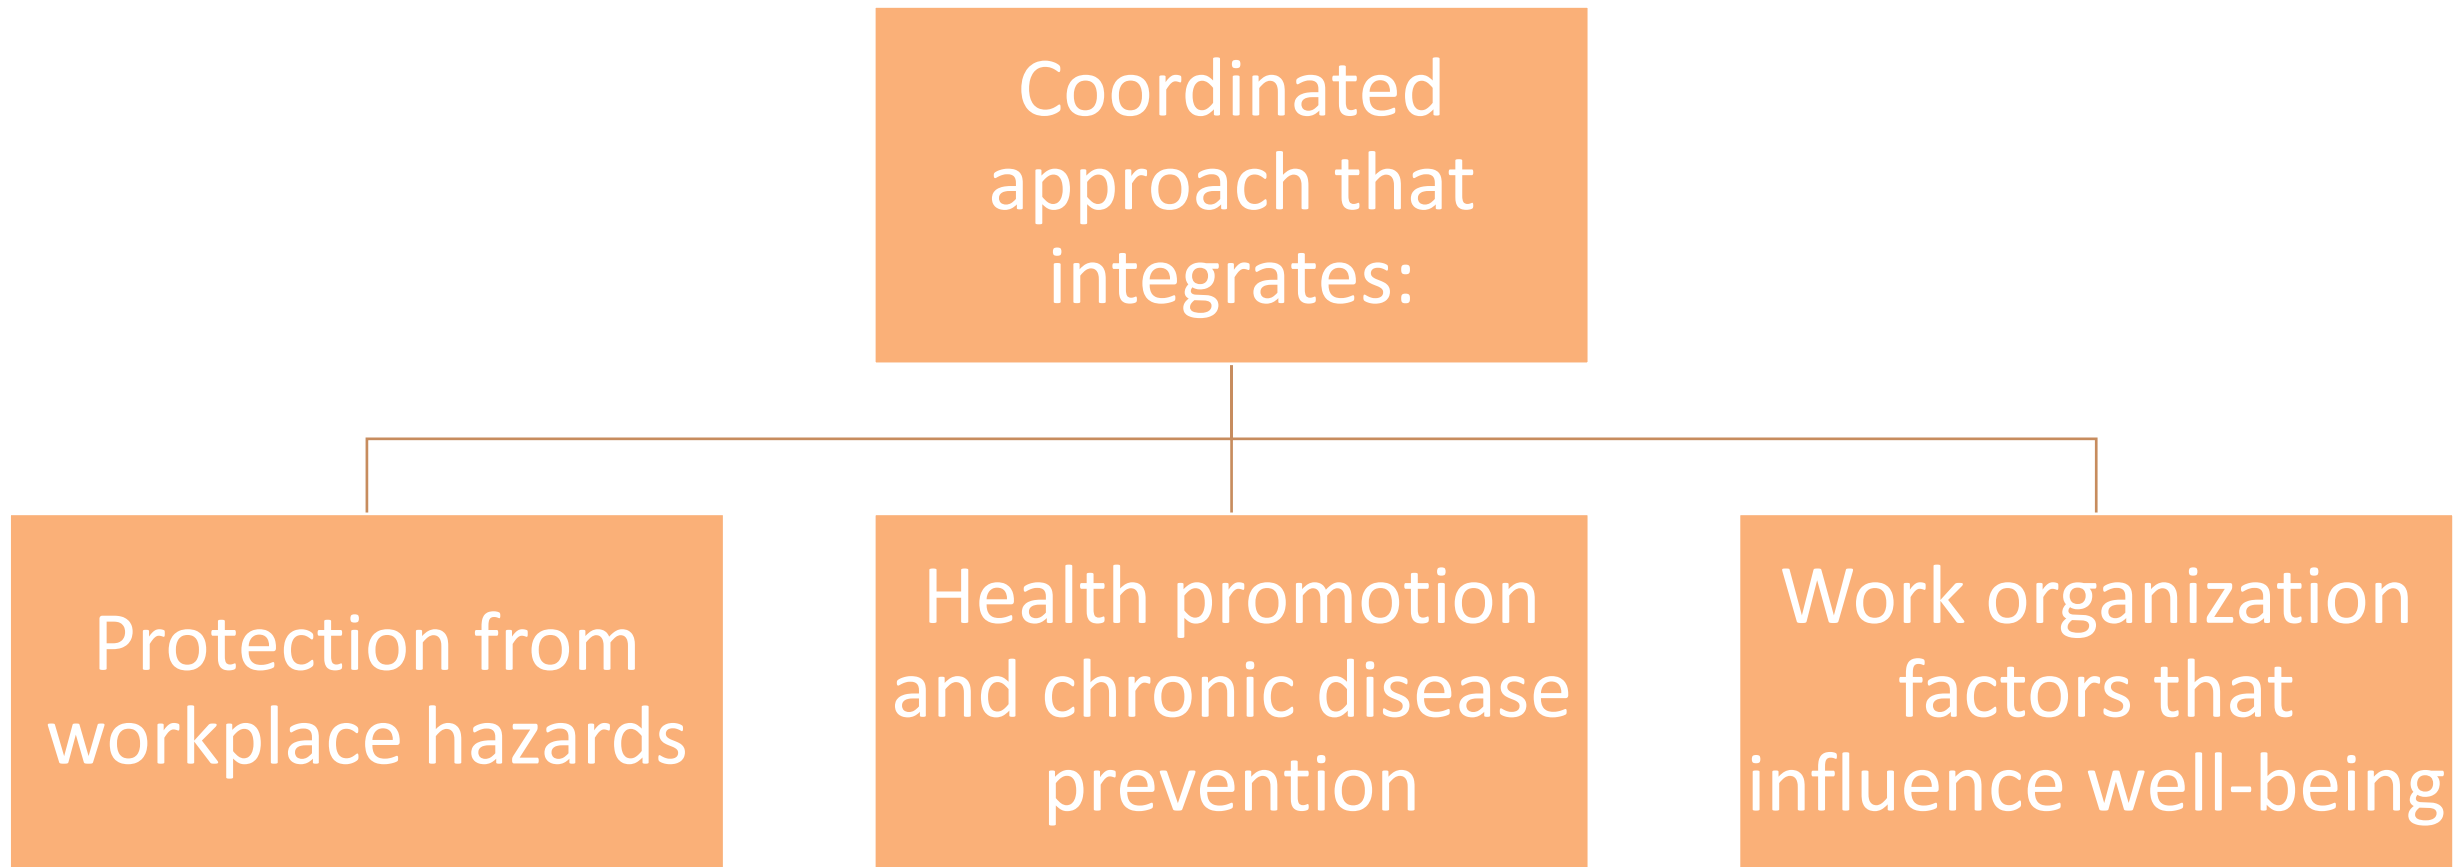 Coordinated
approach that
integrates:
Protection from
workplace hazards
Health promotion
and chronic disease
prevention
Work organization
factors that
influence well-being